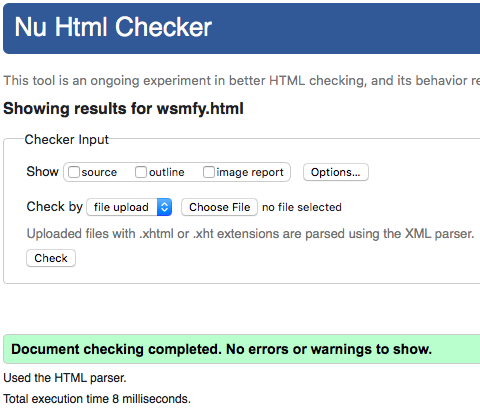 Nu Html Checker
This tool is an ongoing experiment in better HTML checking, and its behavior re
Showing results for wsmfy.html
Checker Input
Show source outline image report Options...
Check by file upload Choose File no file selected
Uploaded files with .xhtml or .xht extensions are parsed using the XML parser.
Check
Document checking completed. No errors or warnings to show.
Used the HTML parser.
Total execution time 8 milliseconds.